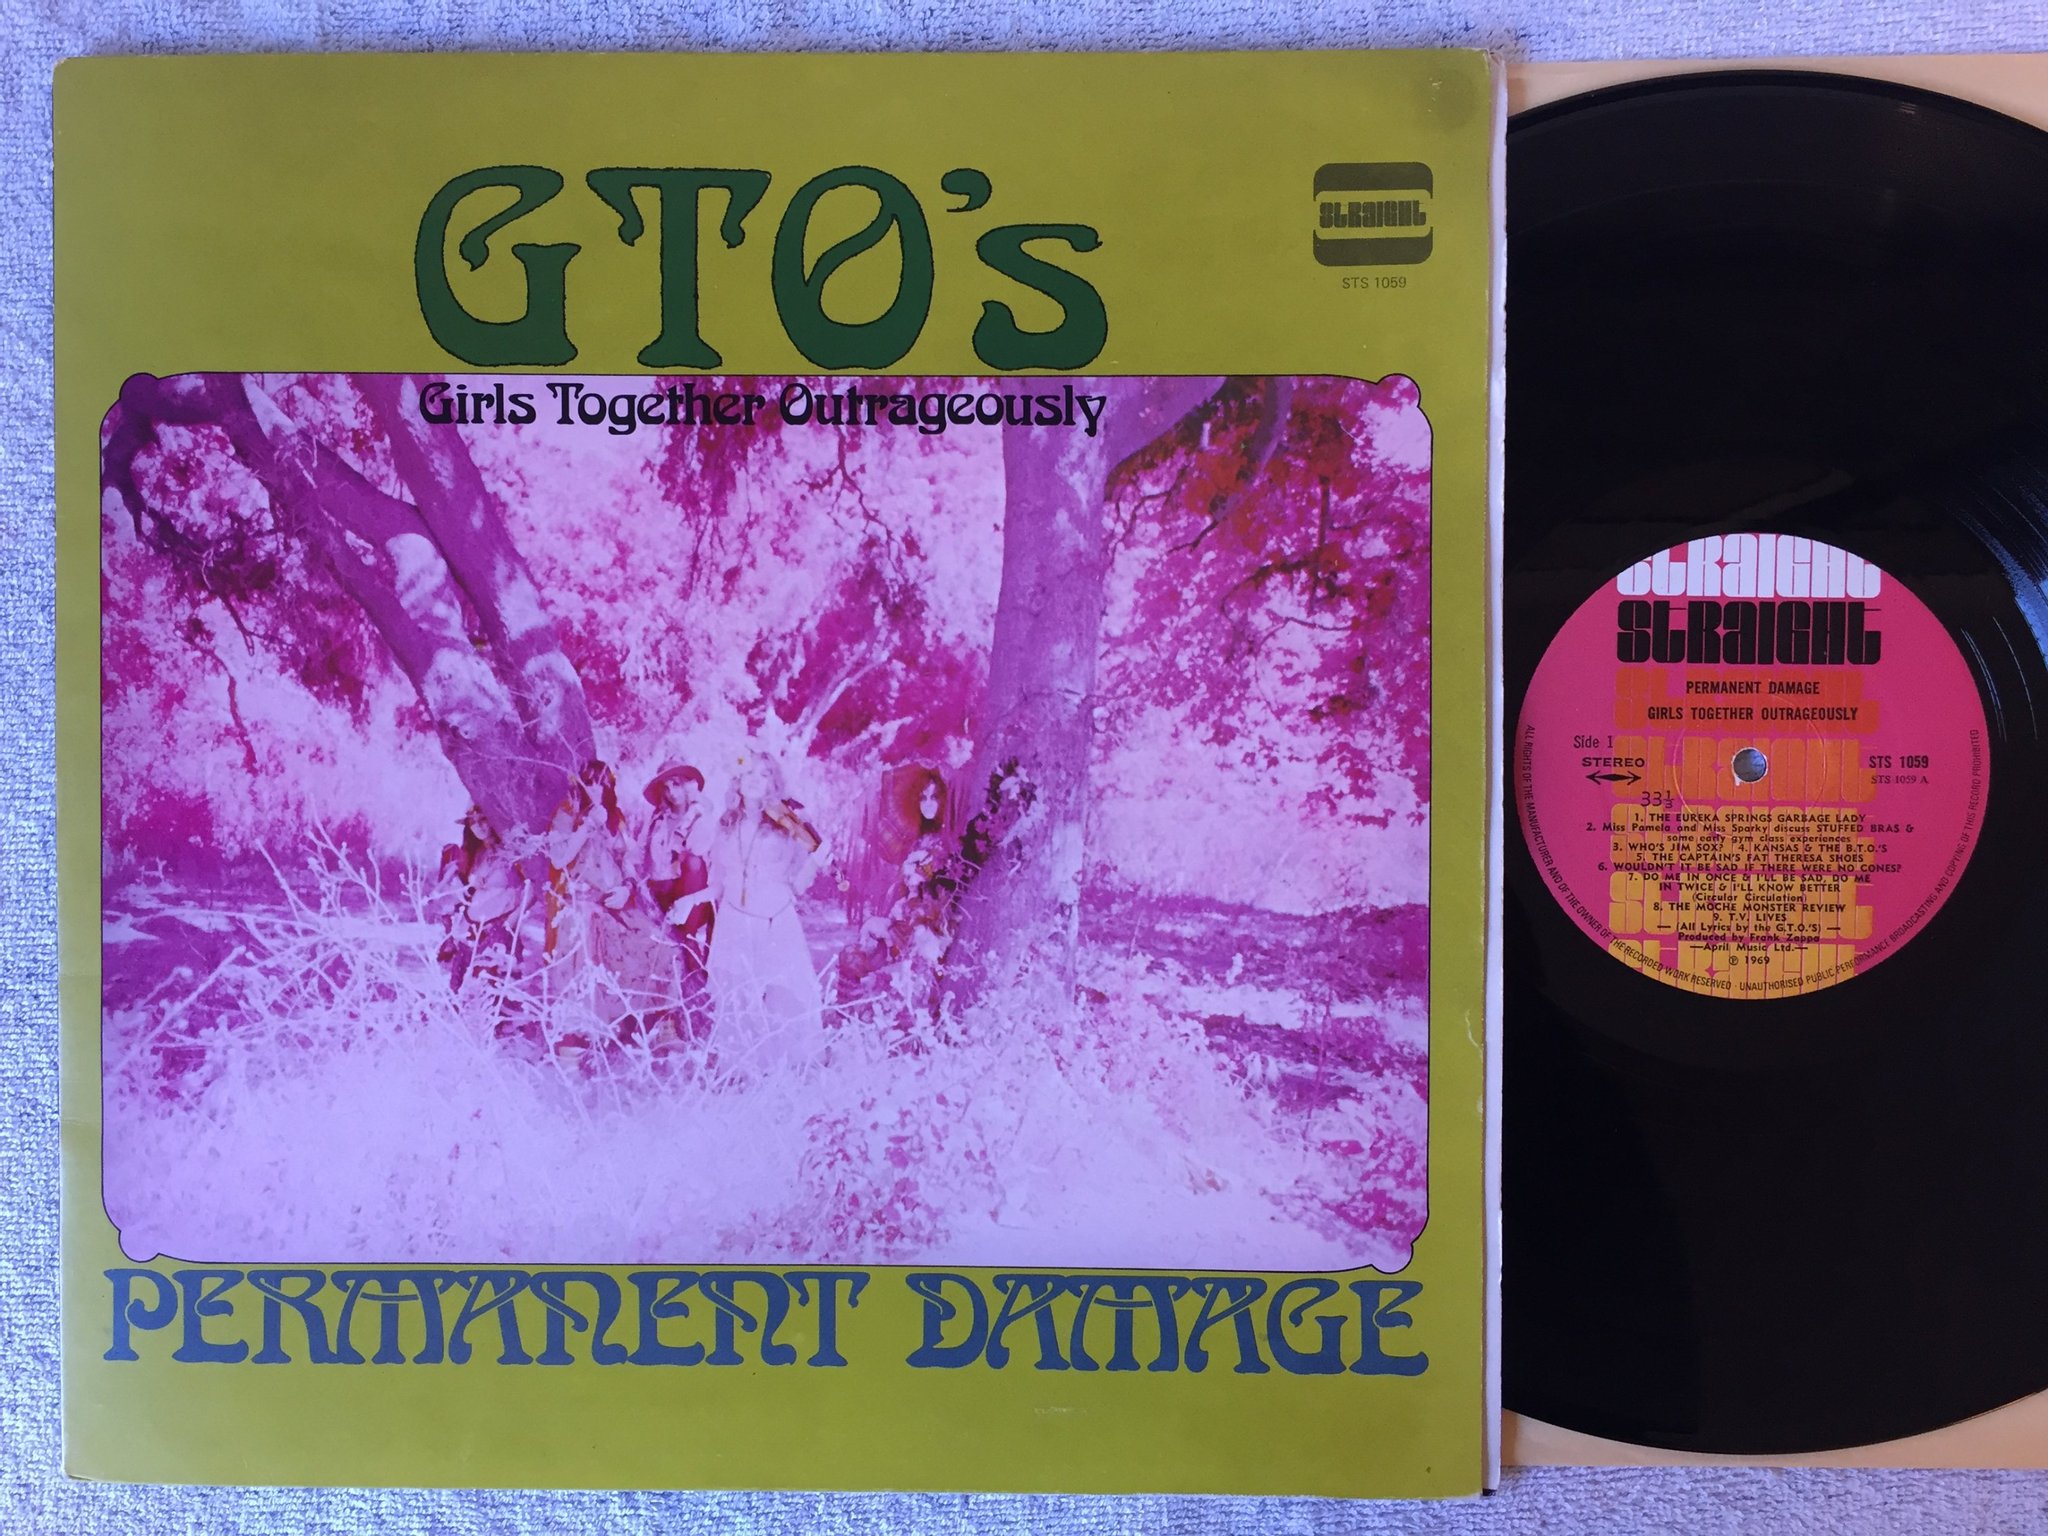 GTO's
STRAIGHT
STS 1059
Girls Together Outrageously
PERMANENT DAMAGE
STRAIGHT
STRAIGHT
PERMANENT DAMAGE
GIRLS TOGETHER OUTRAGEOUSLY
Side 1
STEREO
33⅓
STS 1059
STS 1059 A
1. THE EUREKA SPRINGS GARBAGE LADY
2. Miss Pamela and Miss Sparky discuss STUFFED BRAS &
some early gym class experiences
3. WHO'S JIM SOX? 4. KANSAS & THE B.T.O.'S
5. THE CAPTAIN'S FAT THERESA SHOES
6. WOULDN'T IT BE SAD IF THERE WERE NO CONES?
7. DO ME IN ONCE & I'LL BE SAD, DO ME
IN TWICE & I'LL KNOW BETTER
(Circular Circulation)
8. THE MOCHE MONSTER REVIEW
9. T.V. LIVES
— (All Lyrics by the G.T.O.'S) —
Produced by Frank Zappa
—April Music Ltd.—
Ⓟ 1969
ALL RIGHTS OF THE MANUFACTURER AND OF THE OWNER OF THE RECORDED WORK RESERVED · UNAUTHORISED PUBLIC PERFORMANCE BROADCASTING AND COPYING OF THIS RECORD PROHIBITED